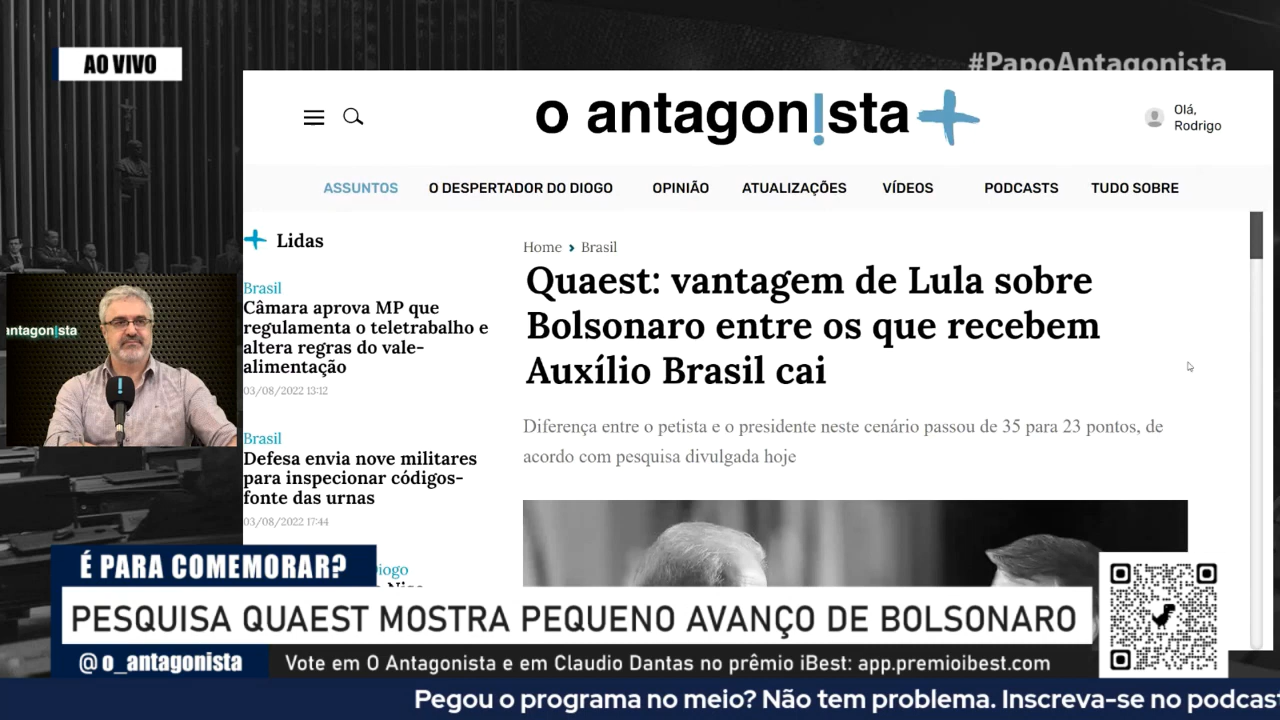 AO VIVO
#PapoAntagonista
o antagon!sta+
Olá,
Rodrigo
ASSUNTOS O DESPERTADOR DO DIOGO OPINIÃO ATUALIZAÇÕES VÍDEOS PODCASTS TUDO SOBRE
+ Lidas
Brasil
Câmara aprova MP que
regulamenta o teletrabalho e
altera regras do vale-
alimentação
03/08/2022 13:12
Brasil
Defesa envia nove militares
para inspecionar códigos-
fonte das urnas
03/08/2022 17:44
Diogo
Home › Brasil
Quaest: vantagem de Lula sobre
Bolsonaro entre os que recebem
Auxílio Brasil cai
Diferença entre o petista e o presidente neste cenário passou de 35 para 23 pontos, de
acordo com pesquisa divulgada hoje
antagon!sta
É PARA COMEMORAR?
PESQUISA QUAEST MOSTRA PEQUENO AVANÇO DE BOLSONARO
@o_antagonista
Vote em O Antagonista e em Claudio Dantas no prêmio iBest: app.premioibest.com
Pegou o programa no meio? Não tem problema. Inscreva-se no podcas